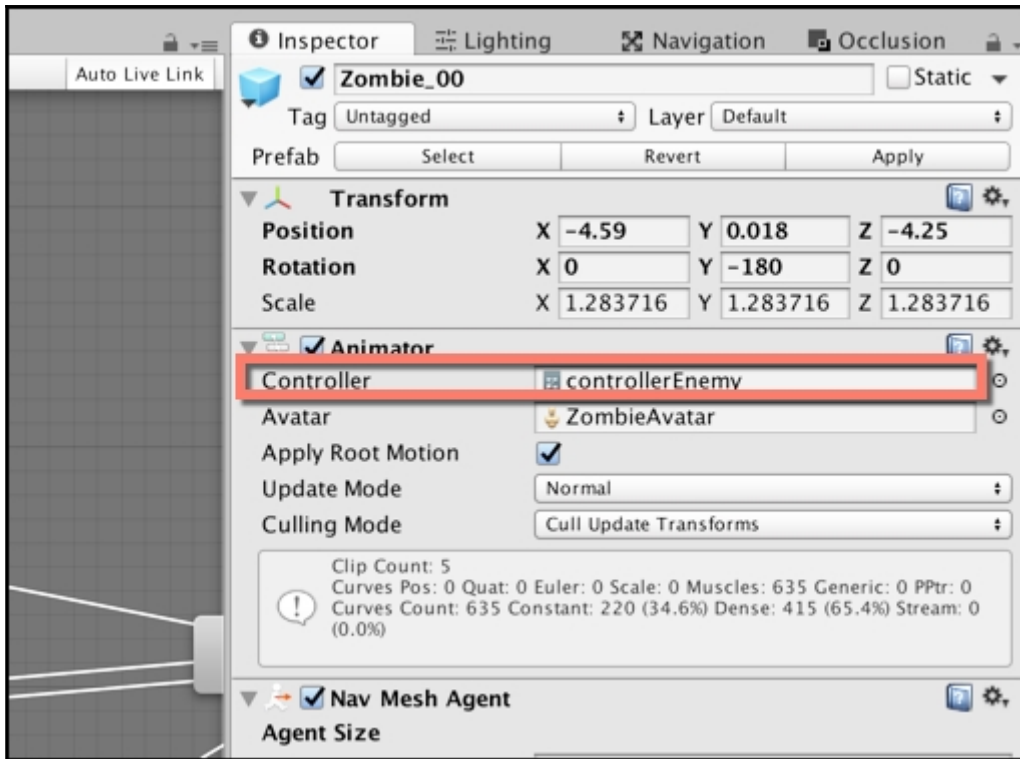 Inspector Lighting Navigation Occlusion
Auto Live Link
Zombie_00 Static
Tag Untagged Layer Default
Prefab Select Revert Apply
Transform
Position X -4.59 Y 0.018 Z -4.25
Rotation X 0 Y -180 Z 0
Scale X 1.283716 Y 1.283716 Z 1.283716
Animator
Controller controllerEnemy
Avatar ZombieAvatar
Apply Root Motion
Update Mode Normal
Culling Mode Cull Update Transforms
Clip Count: 5
Curves Pos: 0 Quat: 0 Euler: 0 Scale: 0 Muscles: 635 Generic: 0 PPtr: 0
Curves Count: 635 Constant: 220 (34.6%) Dense: 415 (65.4%) Stream: 0
(0.0%)
Nav Mesh Agent
Agent Size